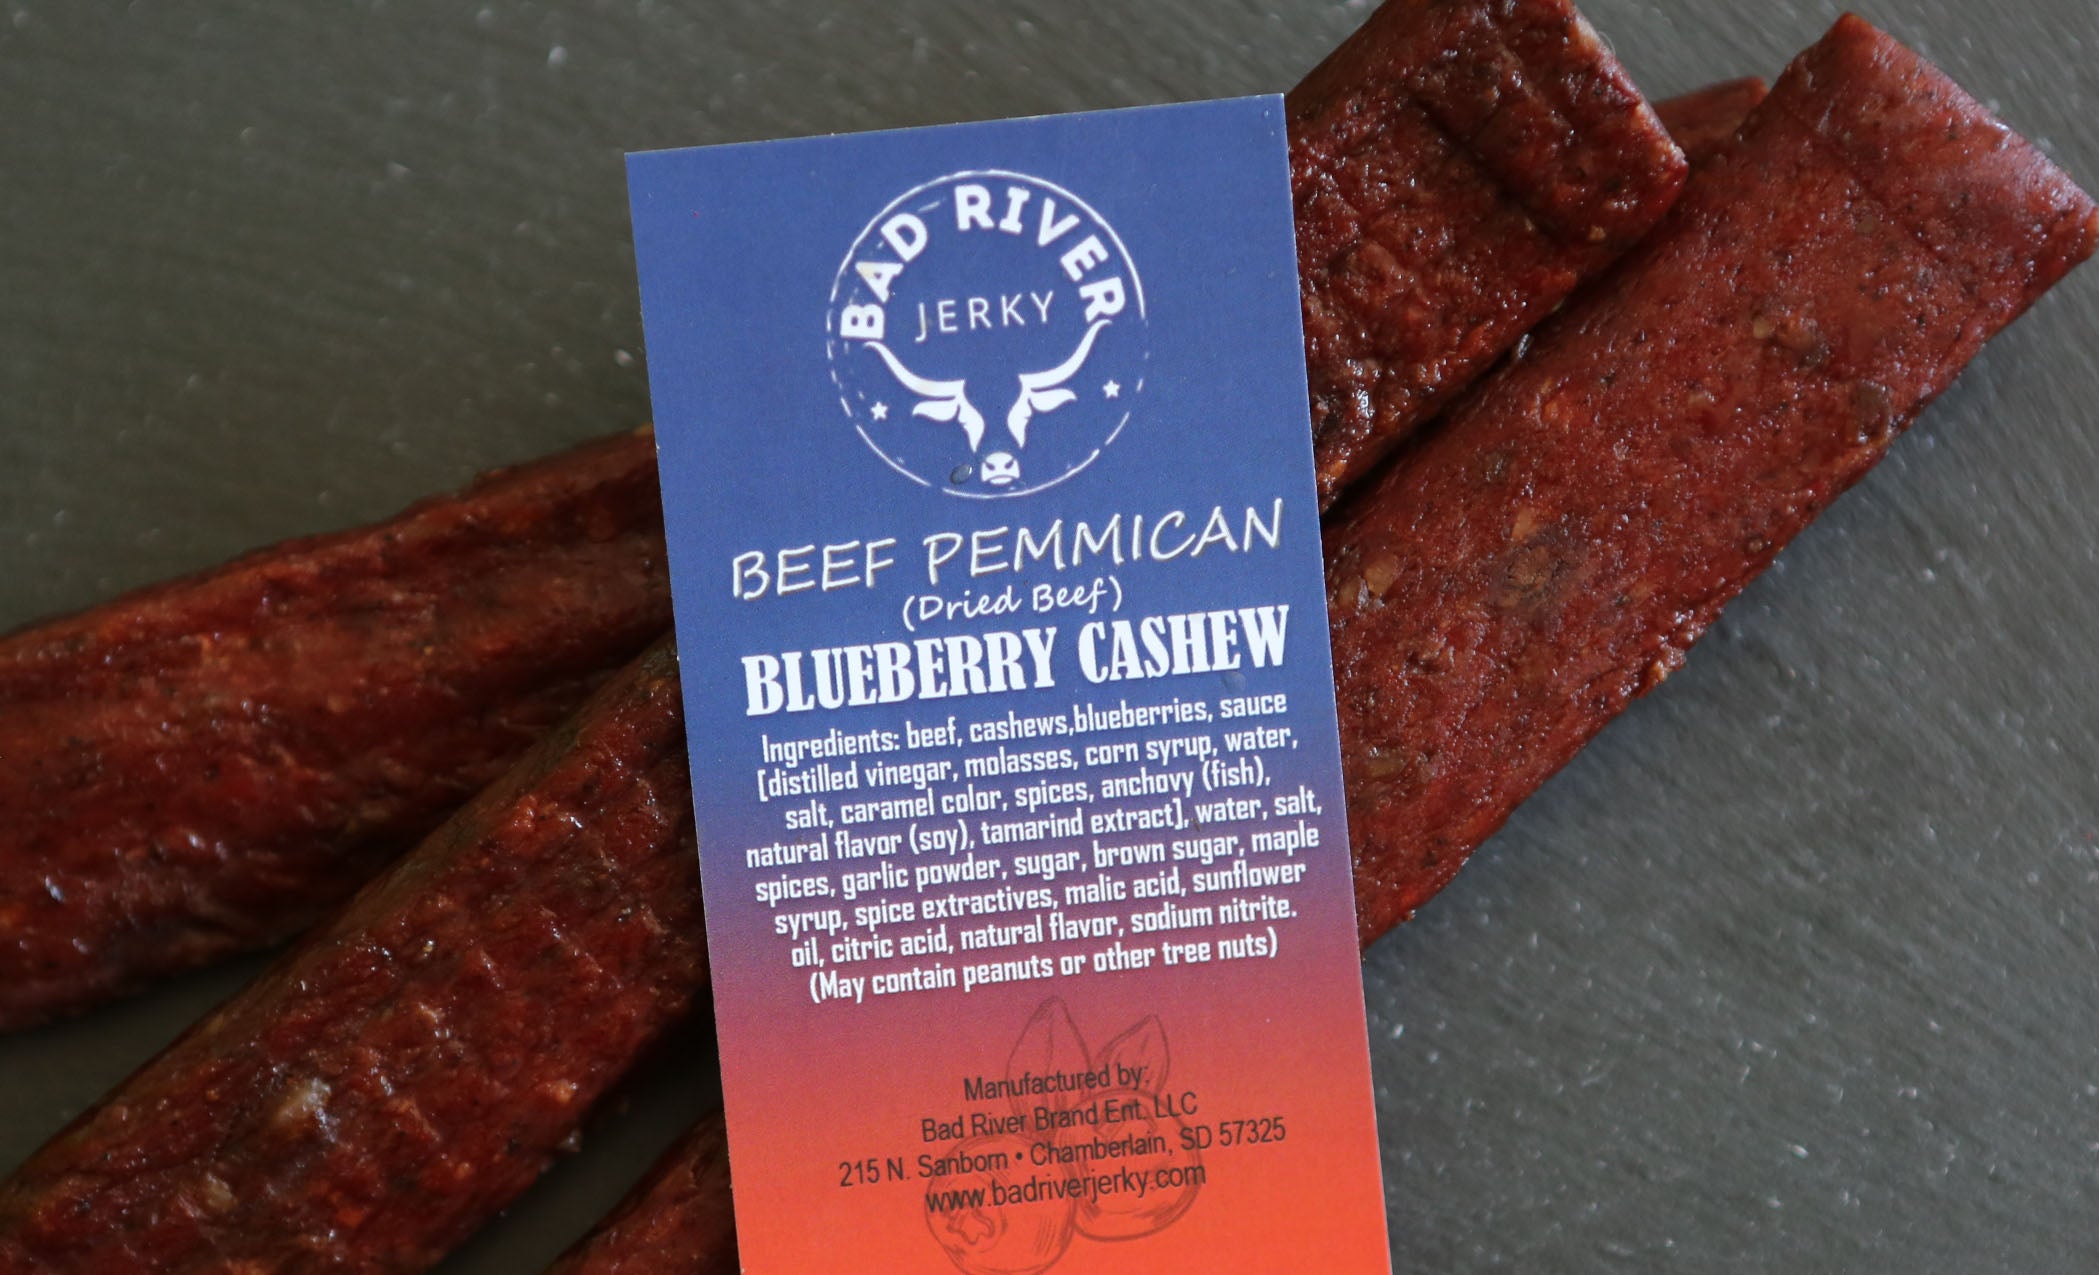 BAD RIVER
JERKY
BEEF PEMMICAN
(Dried Beef)
BLUEBERRY CASHEW
Ingredients: beef, cashews,blueberries, sauce
[distilled vinegar, molasses, corn syrup, water,
salt, caramel color, spices, anchovy (fish),
natural flavor (soy), tamarind extract], water, salt,
spices, garlic powder, sugar, brown sugar, maple
syrup, spice extractives, malic acid, sunflower
oil, citric acid, natural flavor, sodium nitrite.
(May contain peanuts or other tree nuts)
Manufactured by:
Bad River Brand Ent. LLC
215 N. Sanborn • Chamberlain, SD 57325
www.badriverjerky.com